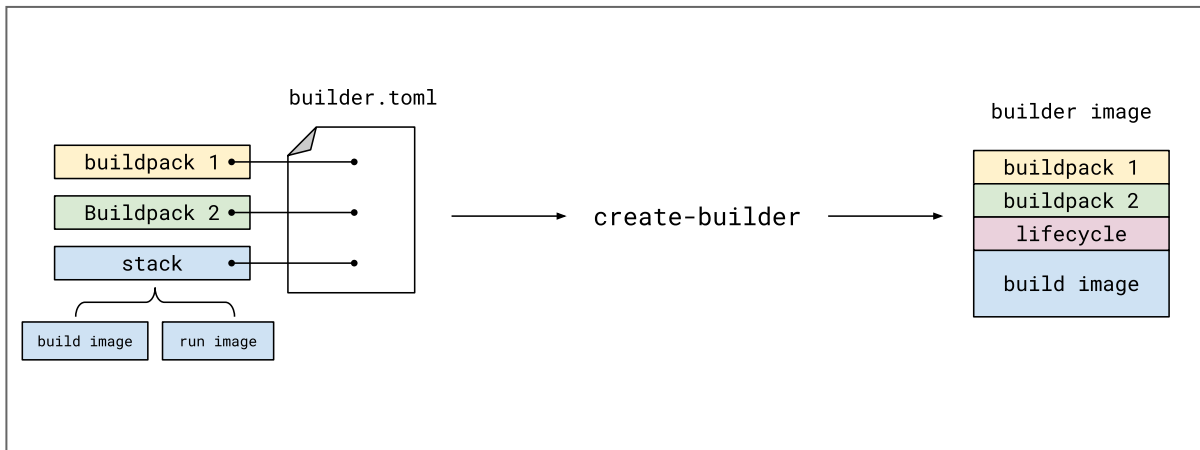 builder.toml
buildpack 1
Buildpack 2
stack
build image
run image
create-builder
builder image
buildpack 1
buildpack 2
lifecycle
build image